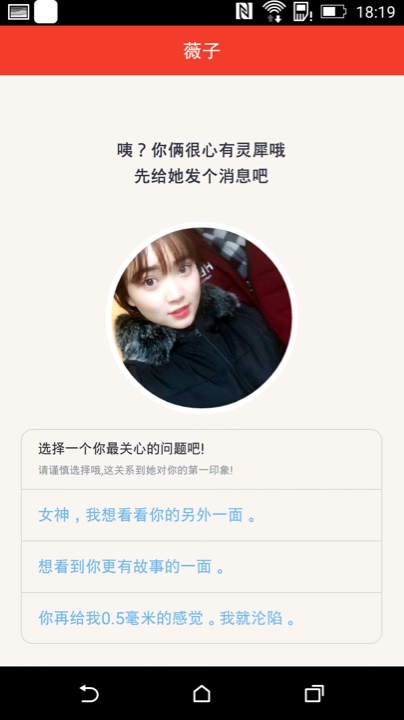 18:19
薇子
咦？你俩很心有灵犀哦
先给她发个消息吧
选择一个你最关心的问题吧!
请谨慎选择哦,这关系到她对你的第一印象!
女神，我想看看你的另外一面。
想看到你更有故事的一面。
你再给我0.5毫米的感觉。我就沦陷。